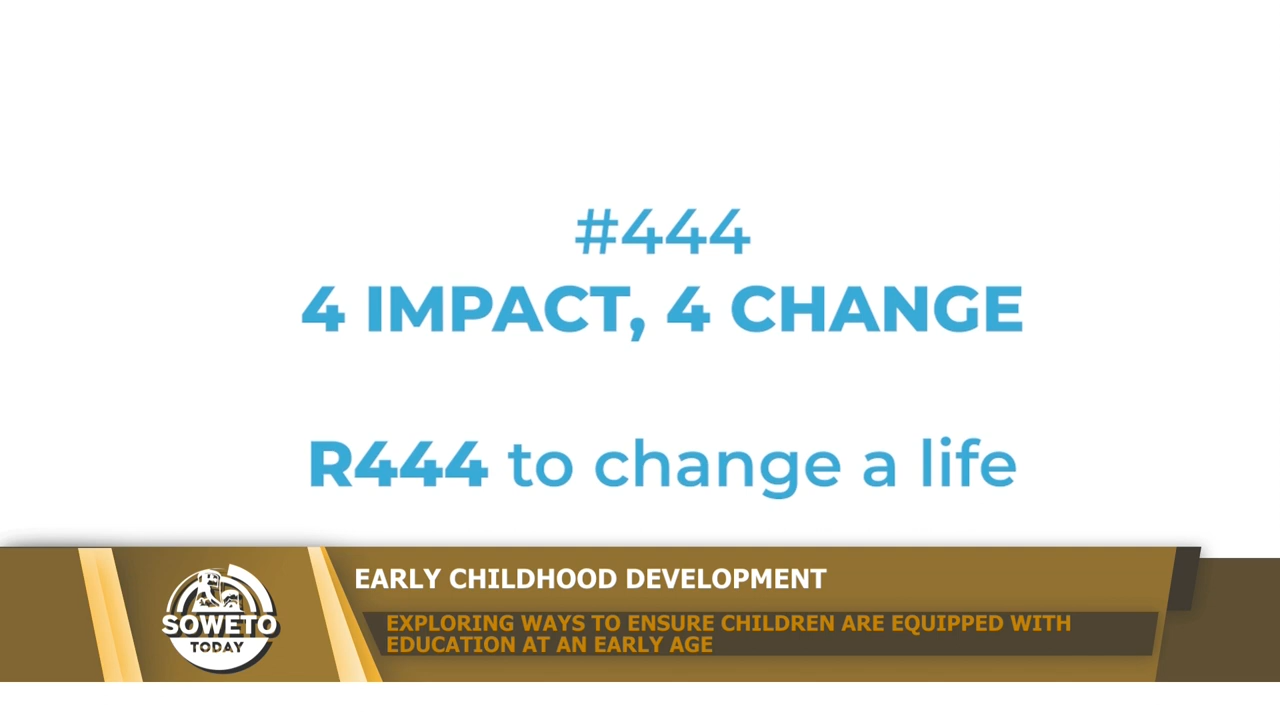 #444
4 IMPACT, 4 CHANGE
R444 to change a life
EARLY CHILDHOOD DEVELOPMENT
EXPLORING WAYS TO ENSURE CHILDREN ARE EQUIPPED WITH
EDUCATION AT AN EARLY AGE
SOWETO
TODAY